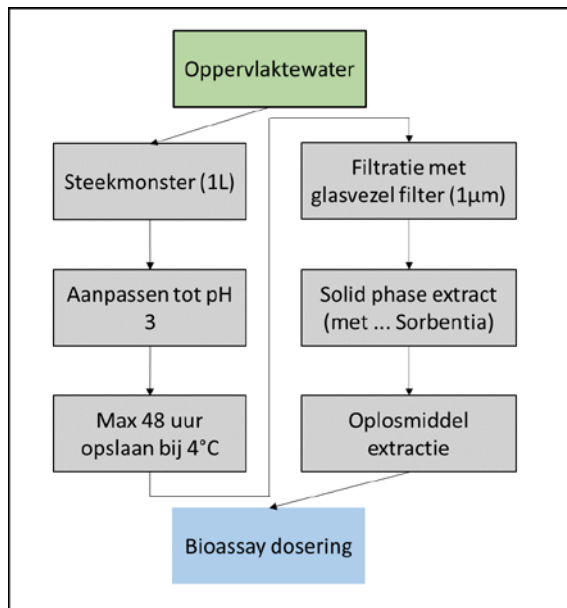 Oppervlaktewater
Steekmonster (1L)
Aanpassen tot pH
3
Max 48 uur
opslaan bij 4°C
Filtratie met
glasvezel filter (1µm)
Solid phase extract
(met ... Sorbentia)
Oplosmiddel
extractie
Bioassay dosering